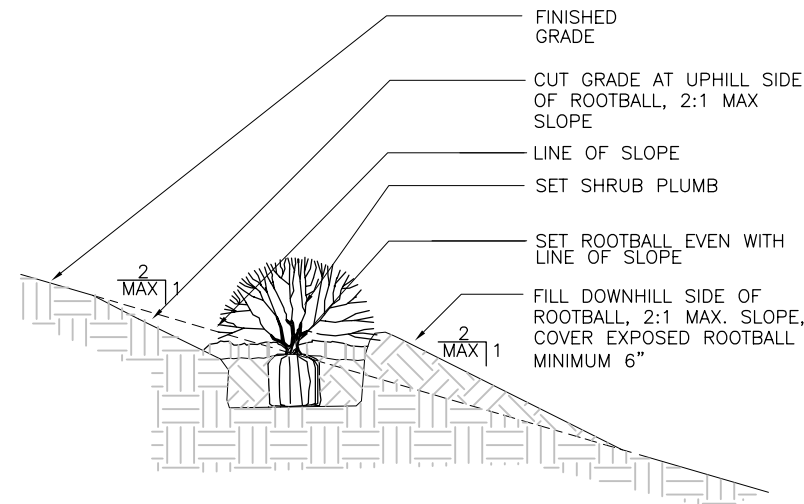 FINISHED
GRADE
CUT GRADE AT UPHILL SIDE
OF ROOTBALL, 2:1 MAX
SLOPE
LINE OF SLOPE
SET SHRUB PLUMB
SET ROOTBALL EVEN WITH
LINE OF SLOPE
FILL DOWNHILL SIDE OF
ROOTBALL, 2:1 MAX. SLOPE,
COVER EXPOSED ROOTBALL
MINIMUM 6”
2
MAX 1
2
MAX 1